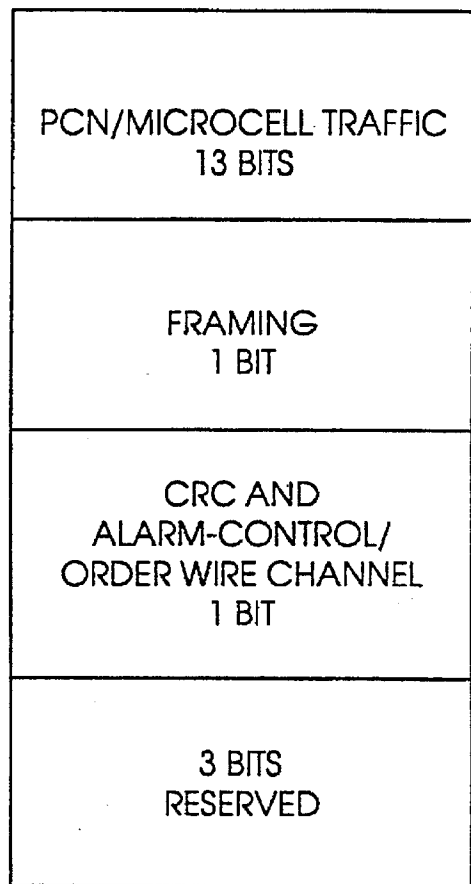 PCN/MICROCELL TRAFFIC
13 BITS
FRAMING
1 BIT
CRC AND
ALARM-CONTROL/
ORDER WIRE CHANNEL
1 BIT
3 BITS
RESERVED